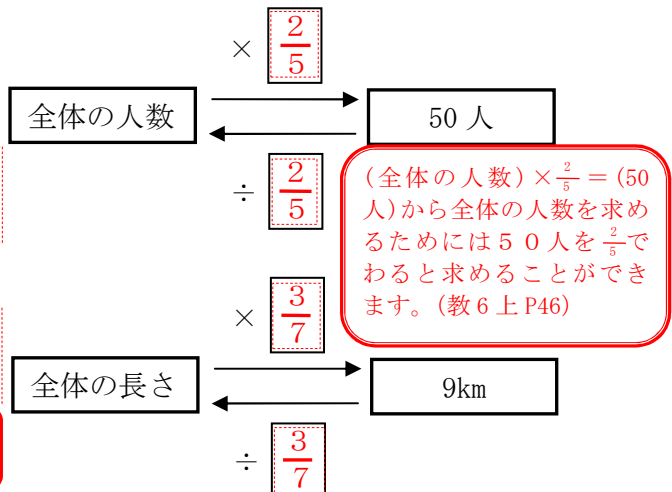 × 2/5
全体の人数 50 人
÷ 2/5
(全体の人数)×2/5＝(50
人)から全体の人数を求め
るためには５０人を2/5で
わると求めることができ
ます。(教６上 P46)
× 3/7
全体の長さ 9km
÷ 3/7